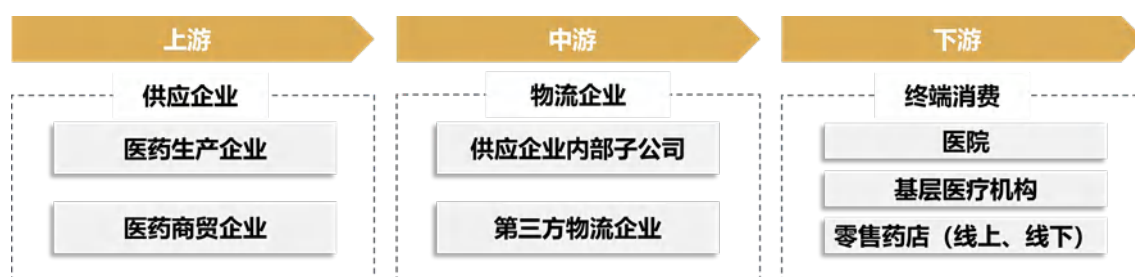 上游
中游
下游
供应企业
物流企业
终端消费
医药生产企业
医药商贸企业
供应企业内部子公司
第三方物流企业
医院
基层医疗机构
零售药店（线上、线下）